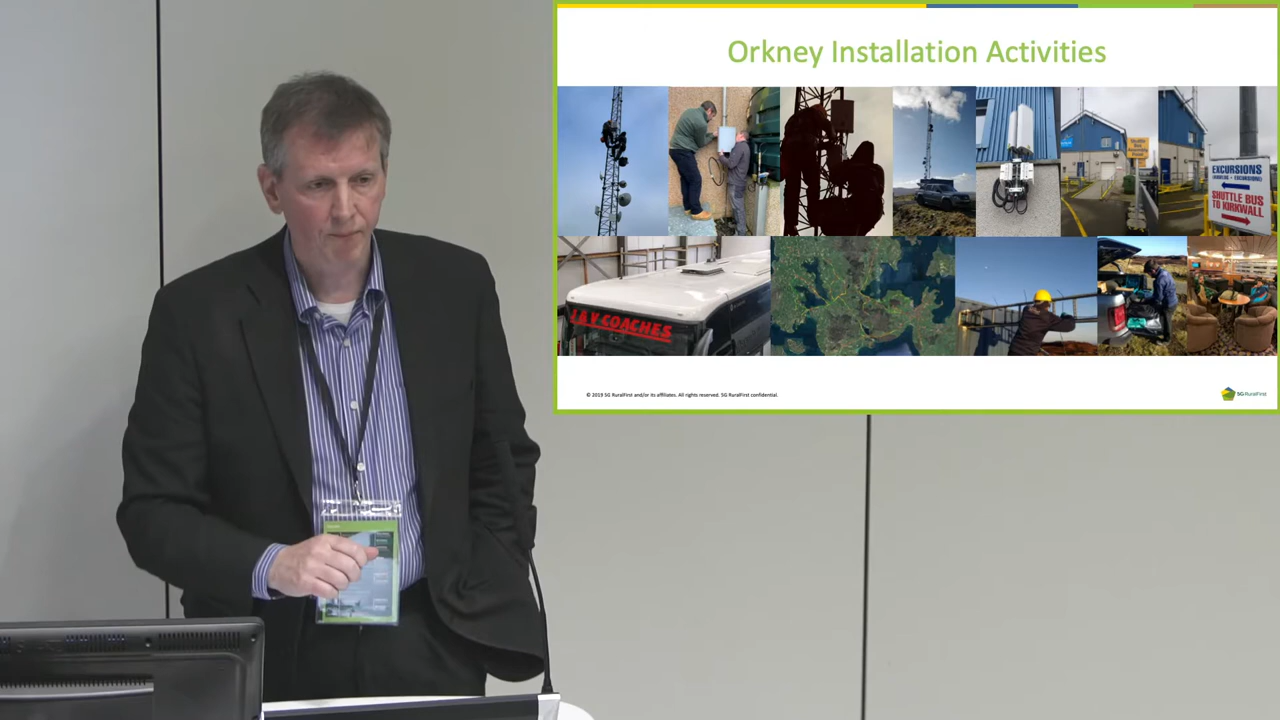 Orkney Installation Activities
EXCURSIONS
SHUTTLE BUS
TO KIRKWALL
JAY COACHES
© 2019 5G RuralFirst and/or its affiliates. All rights reserved. 5G RuralFirst confidential.
5G RuralFirst